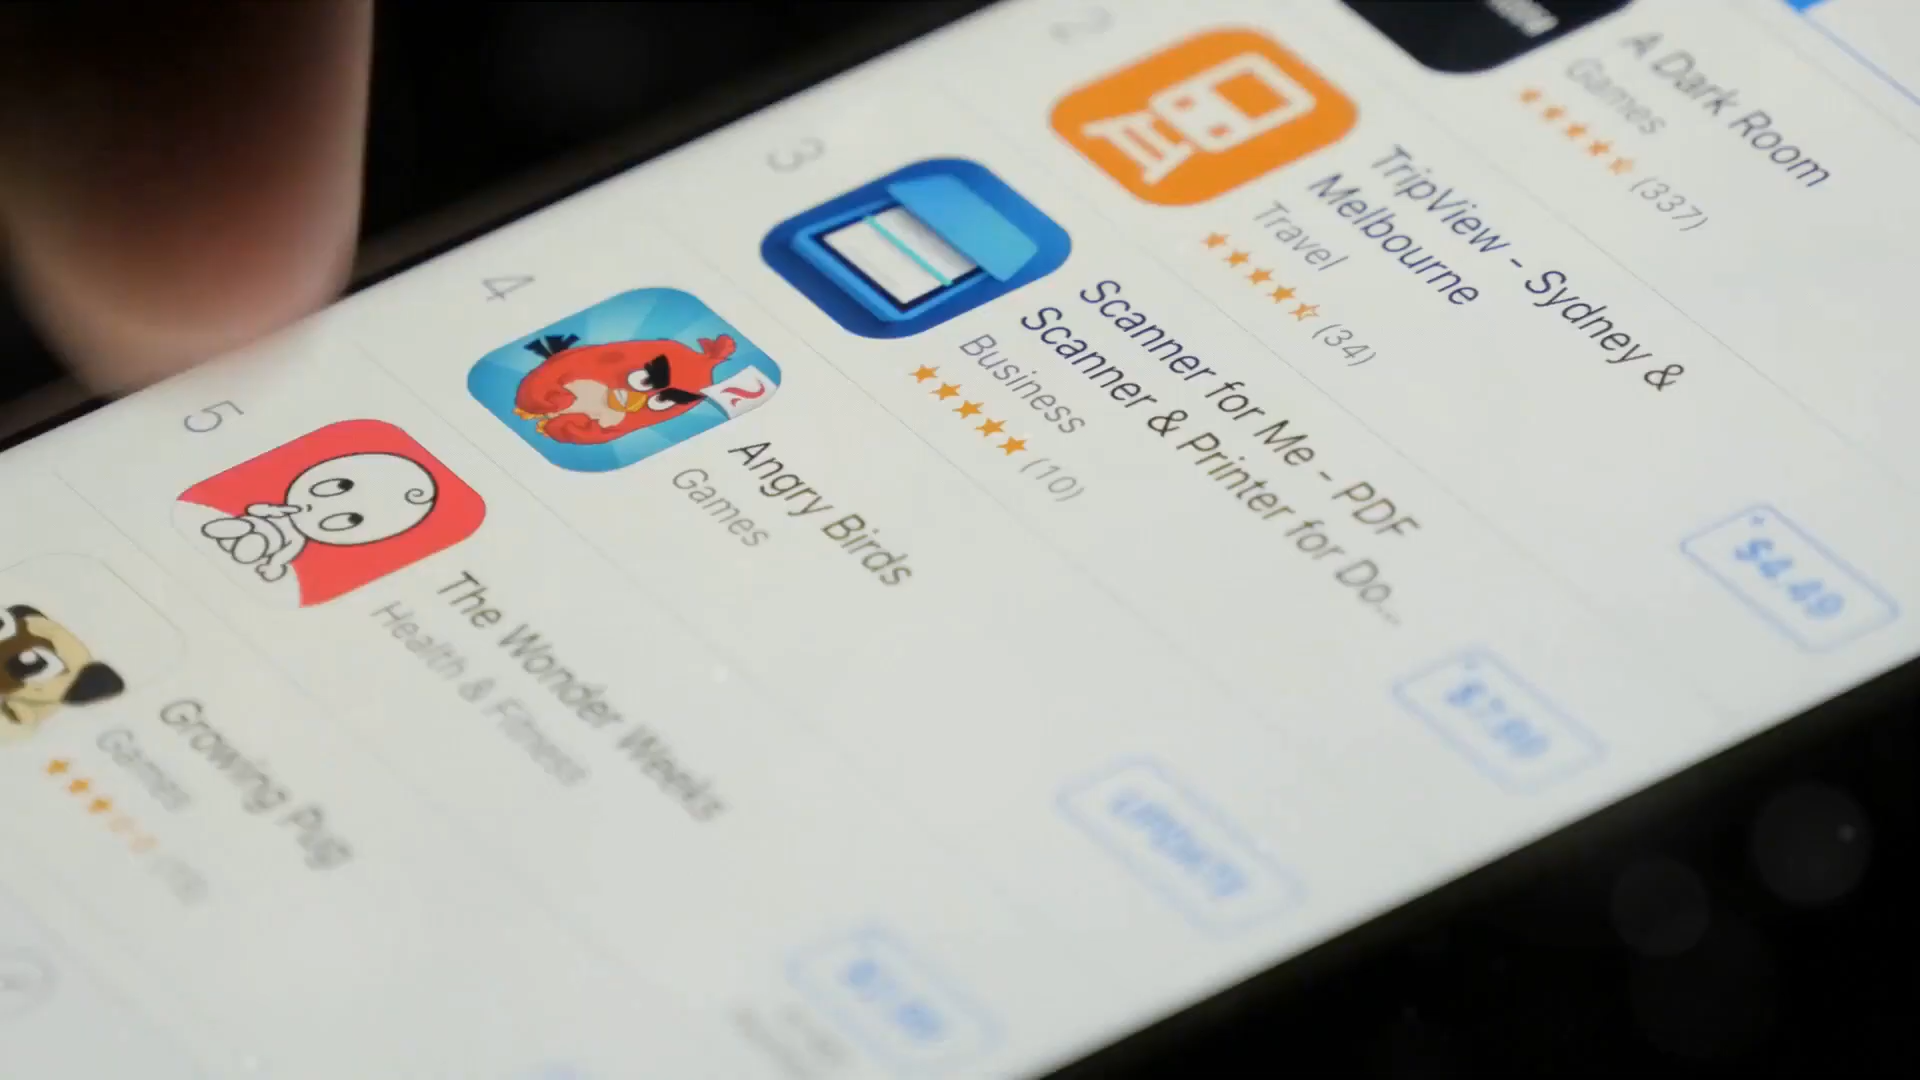 A Dark Room
Games
(337)
2
TripView - Sydney &
Melbourne
Travel
(34)
$4.49
3
Scanner for Me - PDF
Scanner & Printer for Do...
Business
(10)
4
Angry Birds
Games
UPDATE
5
The Wonder Weeks
Health & Fitness
Growing Pug
Games